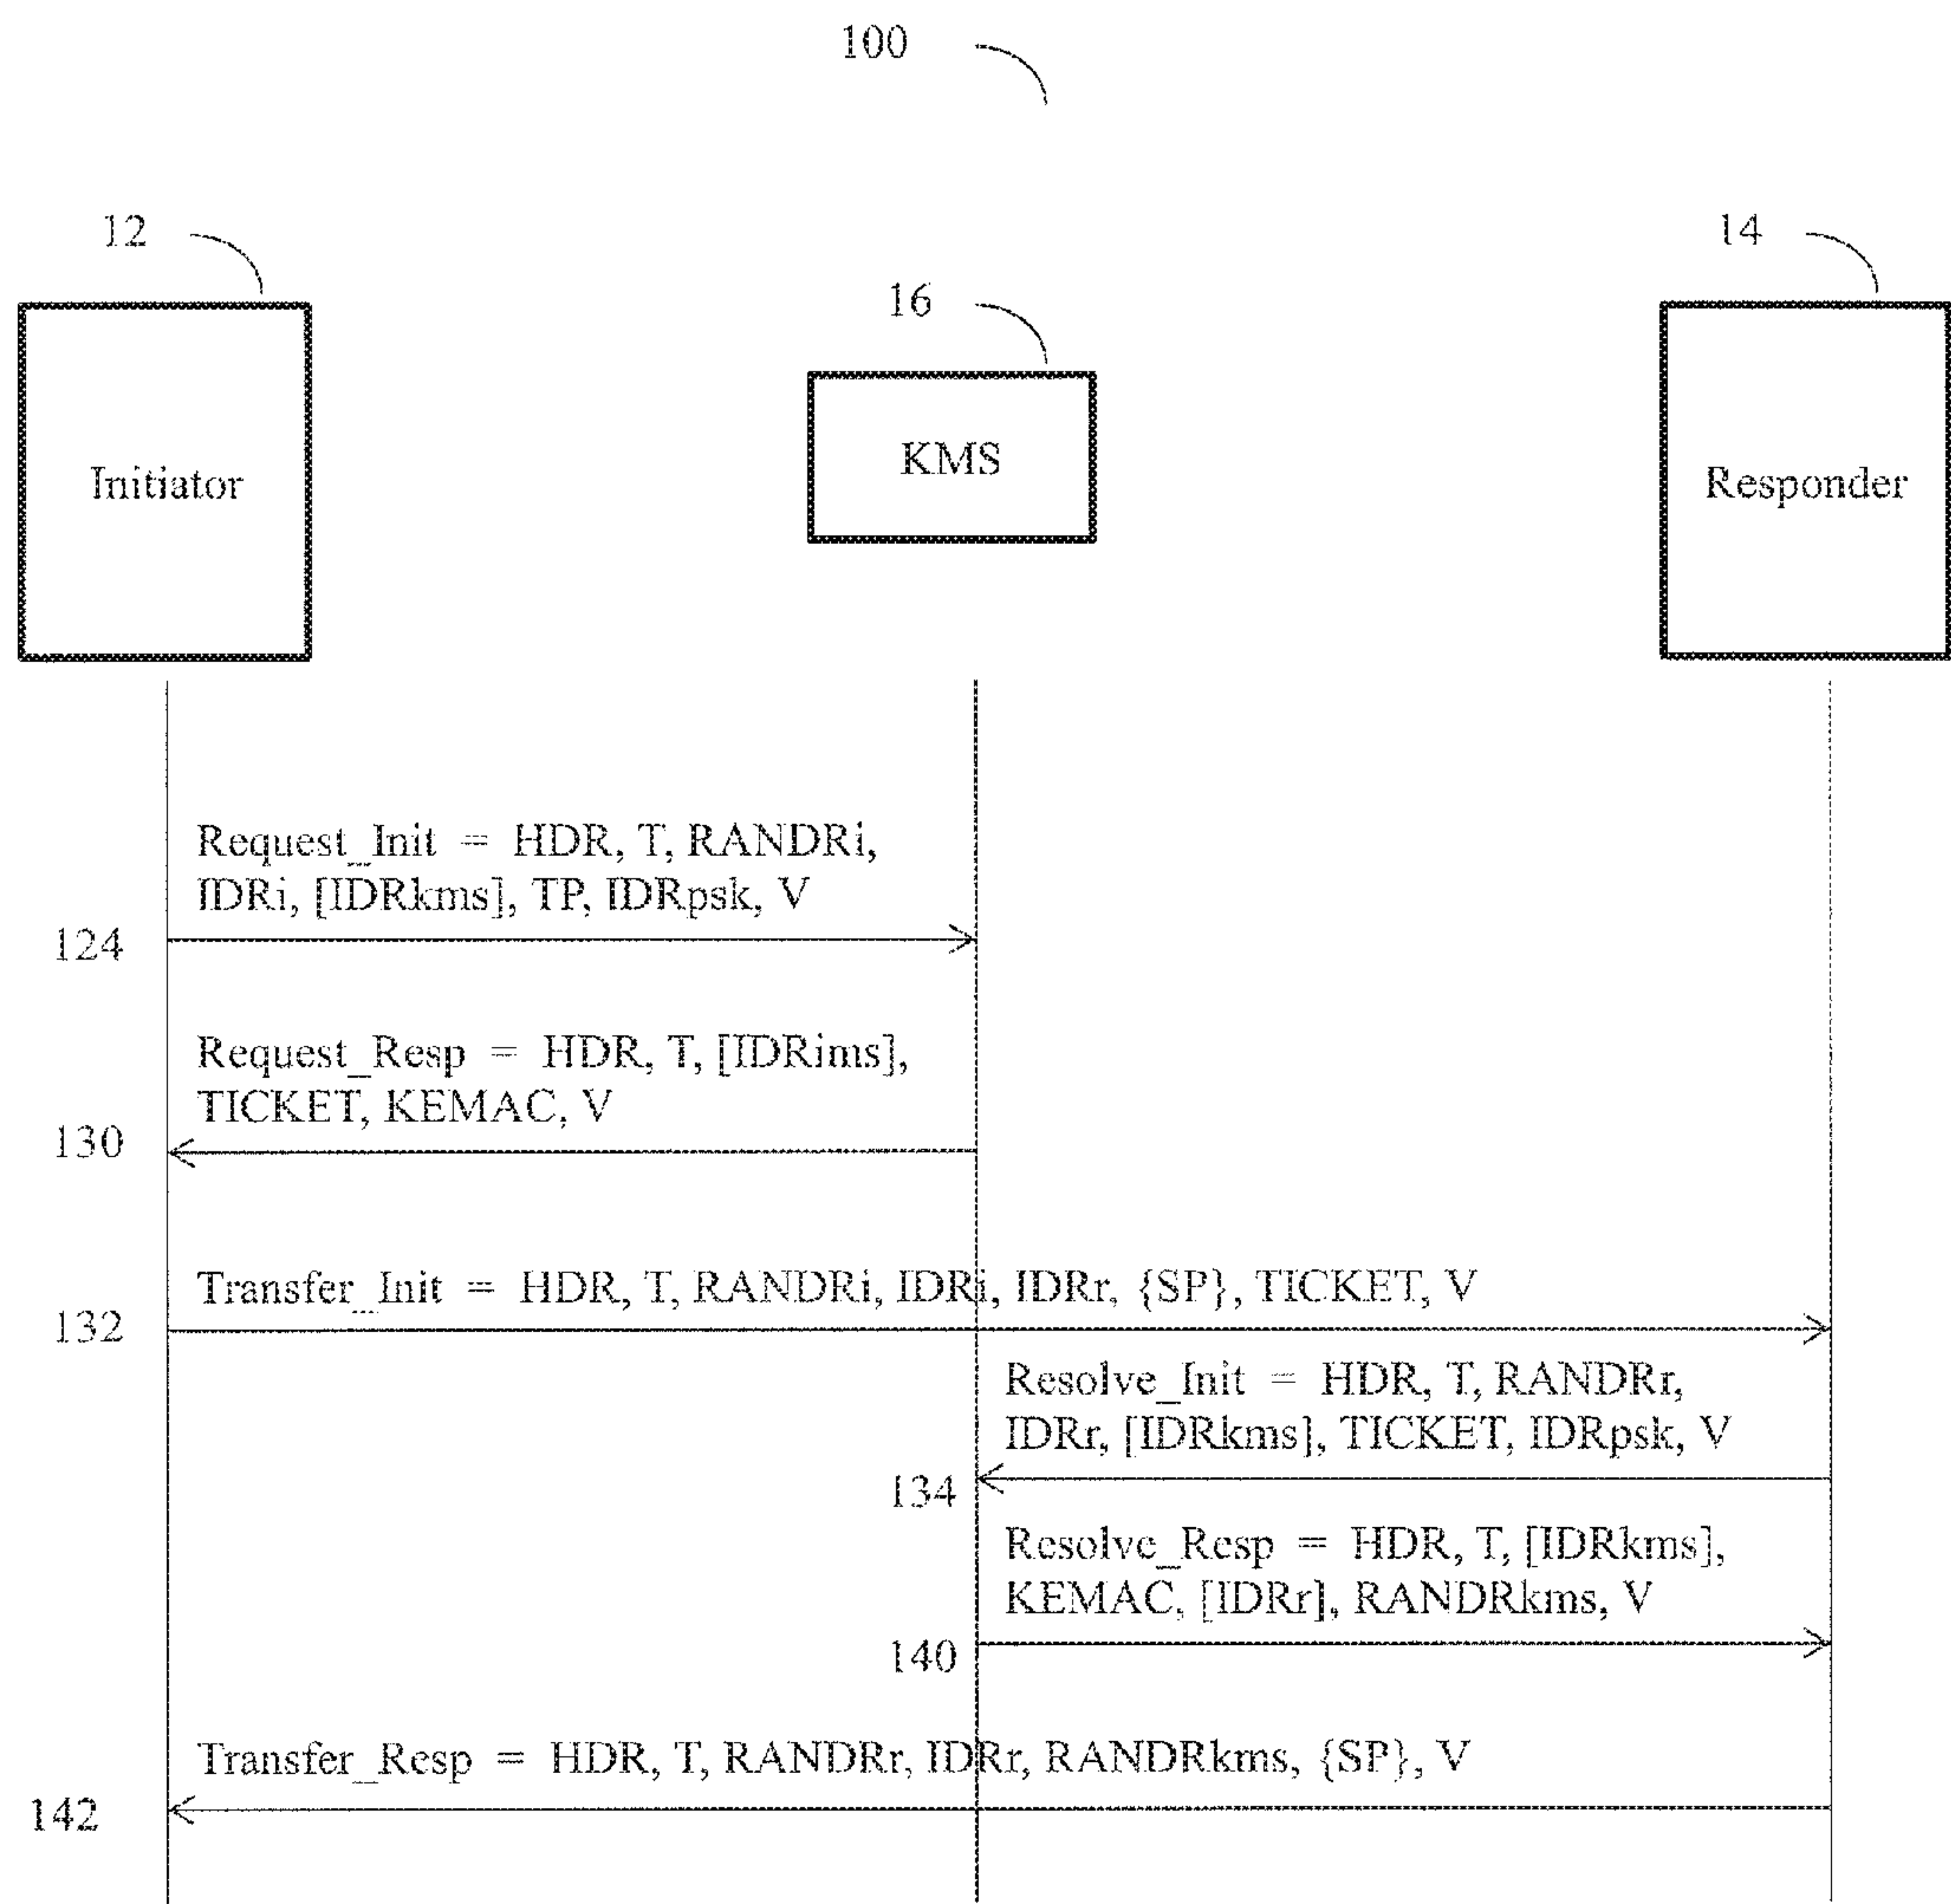 100
12
14
16
Initiator
KMS
Responder
Request_Init = HDR, T, RANDRi,
IDRi, [IDRkms], TP, IDRpsk, V
124
Request_Resp = HDR, T, [IDRims],
TICKET, KEMAC, V
130
Transfer_Init = HDR, T, RANDRi, IDRi, IDRr, {SP}, TICKET, V
132
Resolve_Init = HDR, T, RANDRr,
IDRr, [IDRkms], TICKET, IDRpsk, V
134
Resolve_Resp = HDR, T, [IDRkms],
KEMAC, [IDRr], RANDRkms, V
140
Transfer_Resp = HDR, T, RANDRr, IDRr, RANDRkms, {SP}, V
142